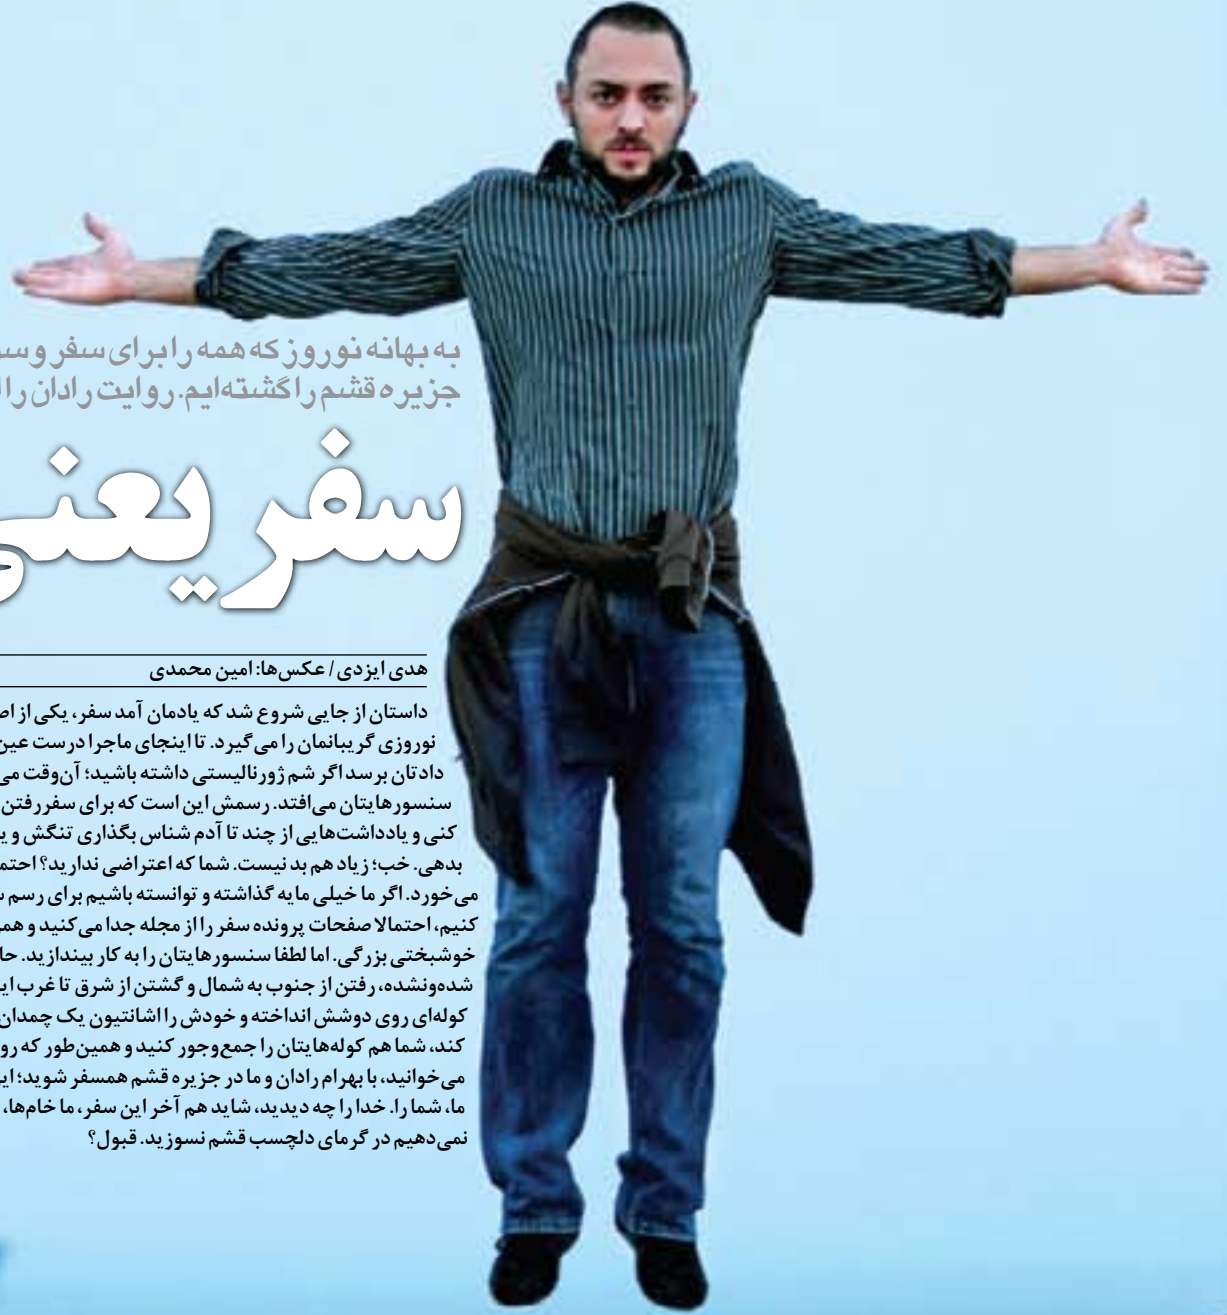 به بهانه نوروز که همه را برای سفر و
جزیره قشم را گشته‌ایم. روایت رادان را
سفر یعنی
هدی ایزدی / عکس‌ها: امین محمدی
داستان از جایی شروع شد که یادمان آمد سفر، یکی از
نوروزی گریبانمان را می‌گیرد. تا اینجای ماجرا درست عین
دادتان برسد اگر شم ژورنالیستی داشته باشید؛ آن‌وقت
سنسورهایتان می‌افتد. رسمش این است که برای سفررفتن
کنی و یادداشت‌هایی از چند تا آدم شناس بگذاری تنگش و
بدهی. خب؛ زیاد هم بد نیست. شما که اعتراضی ندارید؟
می‌خورد. اگر ما خیلی مایه گذاشته و توانسته باشیم برای رسم
کنیم، احتمالا صفحات پرونده سفر را از مجله جدا می‌کنید و
خوشبختی بزرگی. اما لطفا سنسورهایتان را به کار بیندازید.
شده‌ونشده، رفتن از جنوب به شمال و گشتن از شرق تا غرب
کوله‌ای روی دوشش انداخته و خودش را اشانتیون یک چمدان
کند، شما هم کوله‌هایتان را جمع‌وجور کنید و همین‌طور که
می‌خوانید، با بهرام رادان و ما در جزیره قشم همسفر شوید؛
ما، شما را. خدا را چه دیدید، شاید هم آخر این سفر، ما خام‌ها،
نمی‌دهیم در گرمای دلچسب قشم نسوزید. قبول؟